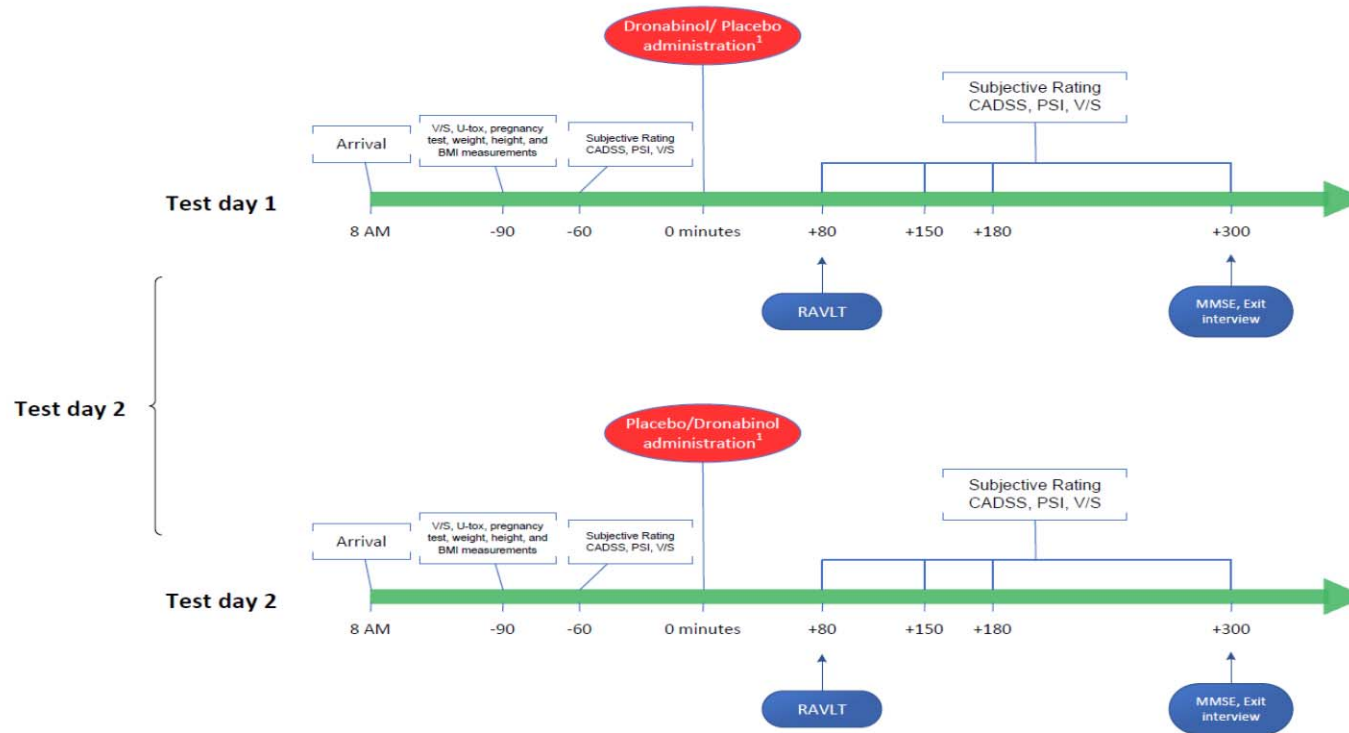 Dronabinol/ Placebo
administration¹
Subjective Rating
CADSS, PSI, V/S
Arrival
V/S, U-tox, pregnancy
test, weight, height, and
BMI measurements
Subjective Rating
CADSS, PSI, V/S
Test day 1
8 AM
-90
-60
0 minutes
+80
+150
+180
+300
RAVLT
MMSE, Exit
interview
Test day 2
Placebo/Dronabinol
administration¹
Subjective Rating
CADSS, PSI, V/S
Arrival
V/S, U-tox, pregnancy
test, weight, height, and
BMI measurements
Subjective Rating
CADSS, PSI, V/S
Test day 2
8 AM
-90
-60
0 minutes
+80
+150
+180
+300
RAVLT
MMSE, Exit
interview